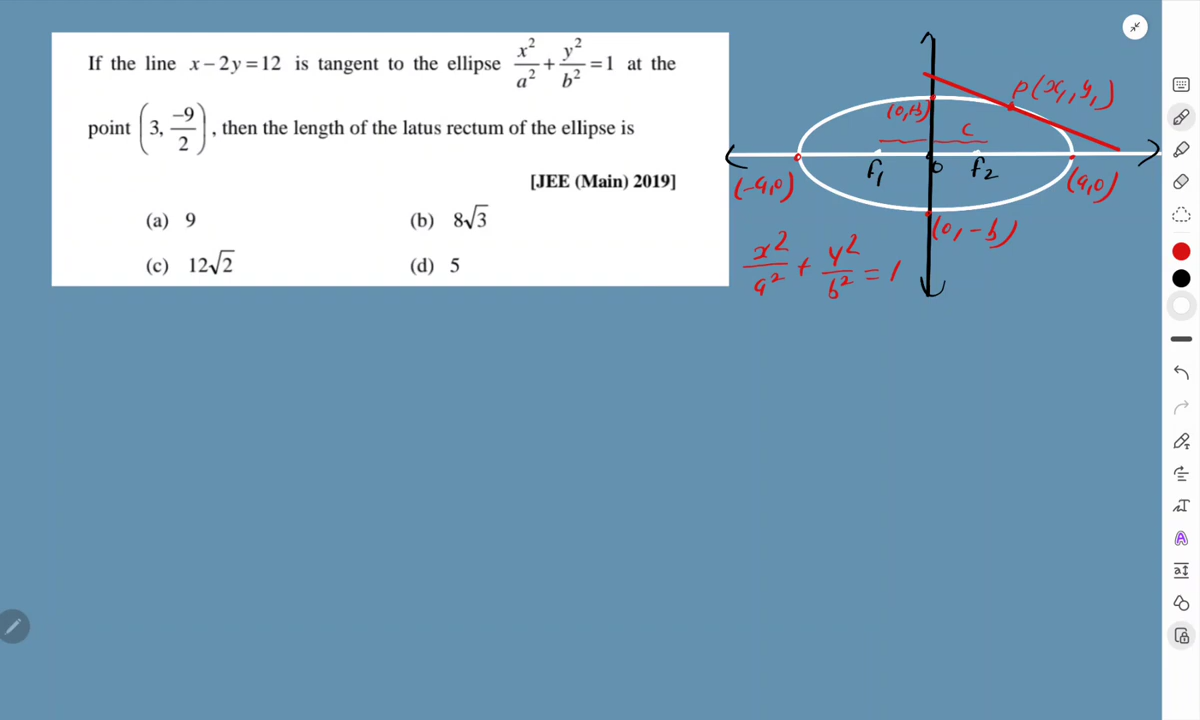 If the line x − 2y = 12 is tangent to the ellipse x²/a² + y²/b² = 1 at the
point (3, −9/2), then the length of the latus rectum of the ellipse is
[JEE (Main) 2019]
(a) 9 (b) 8√3
(c) 12√2 (d) 5
P(x₁, y₁)
(0, b)
c
f₁ o f₂
(-a, 0) (a, 0)
(0, -b)
x²/a² + y²/b² = 1